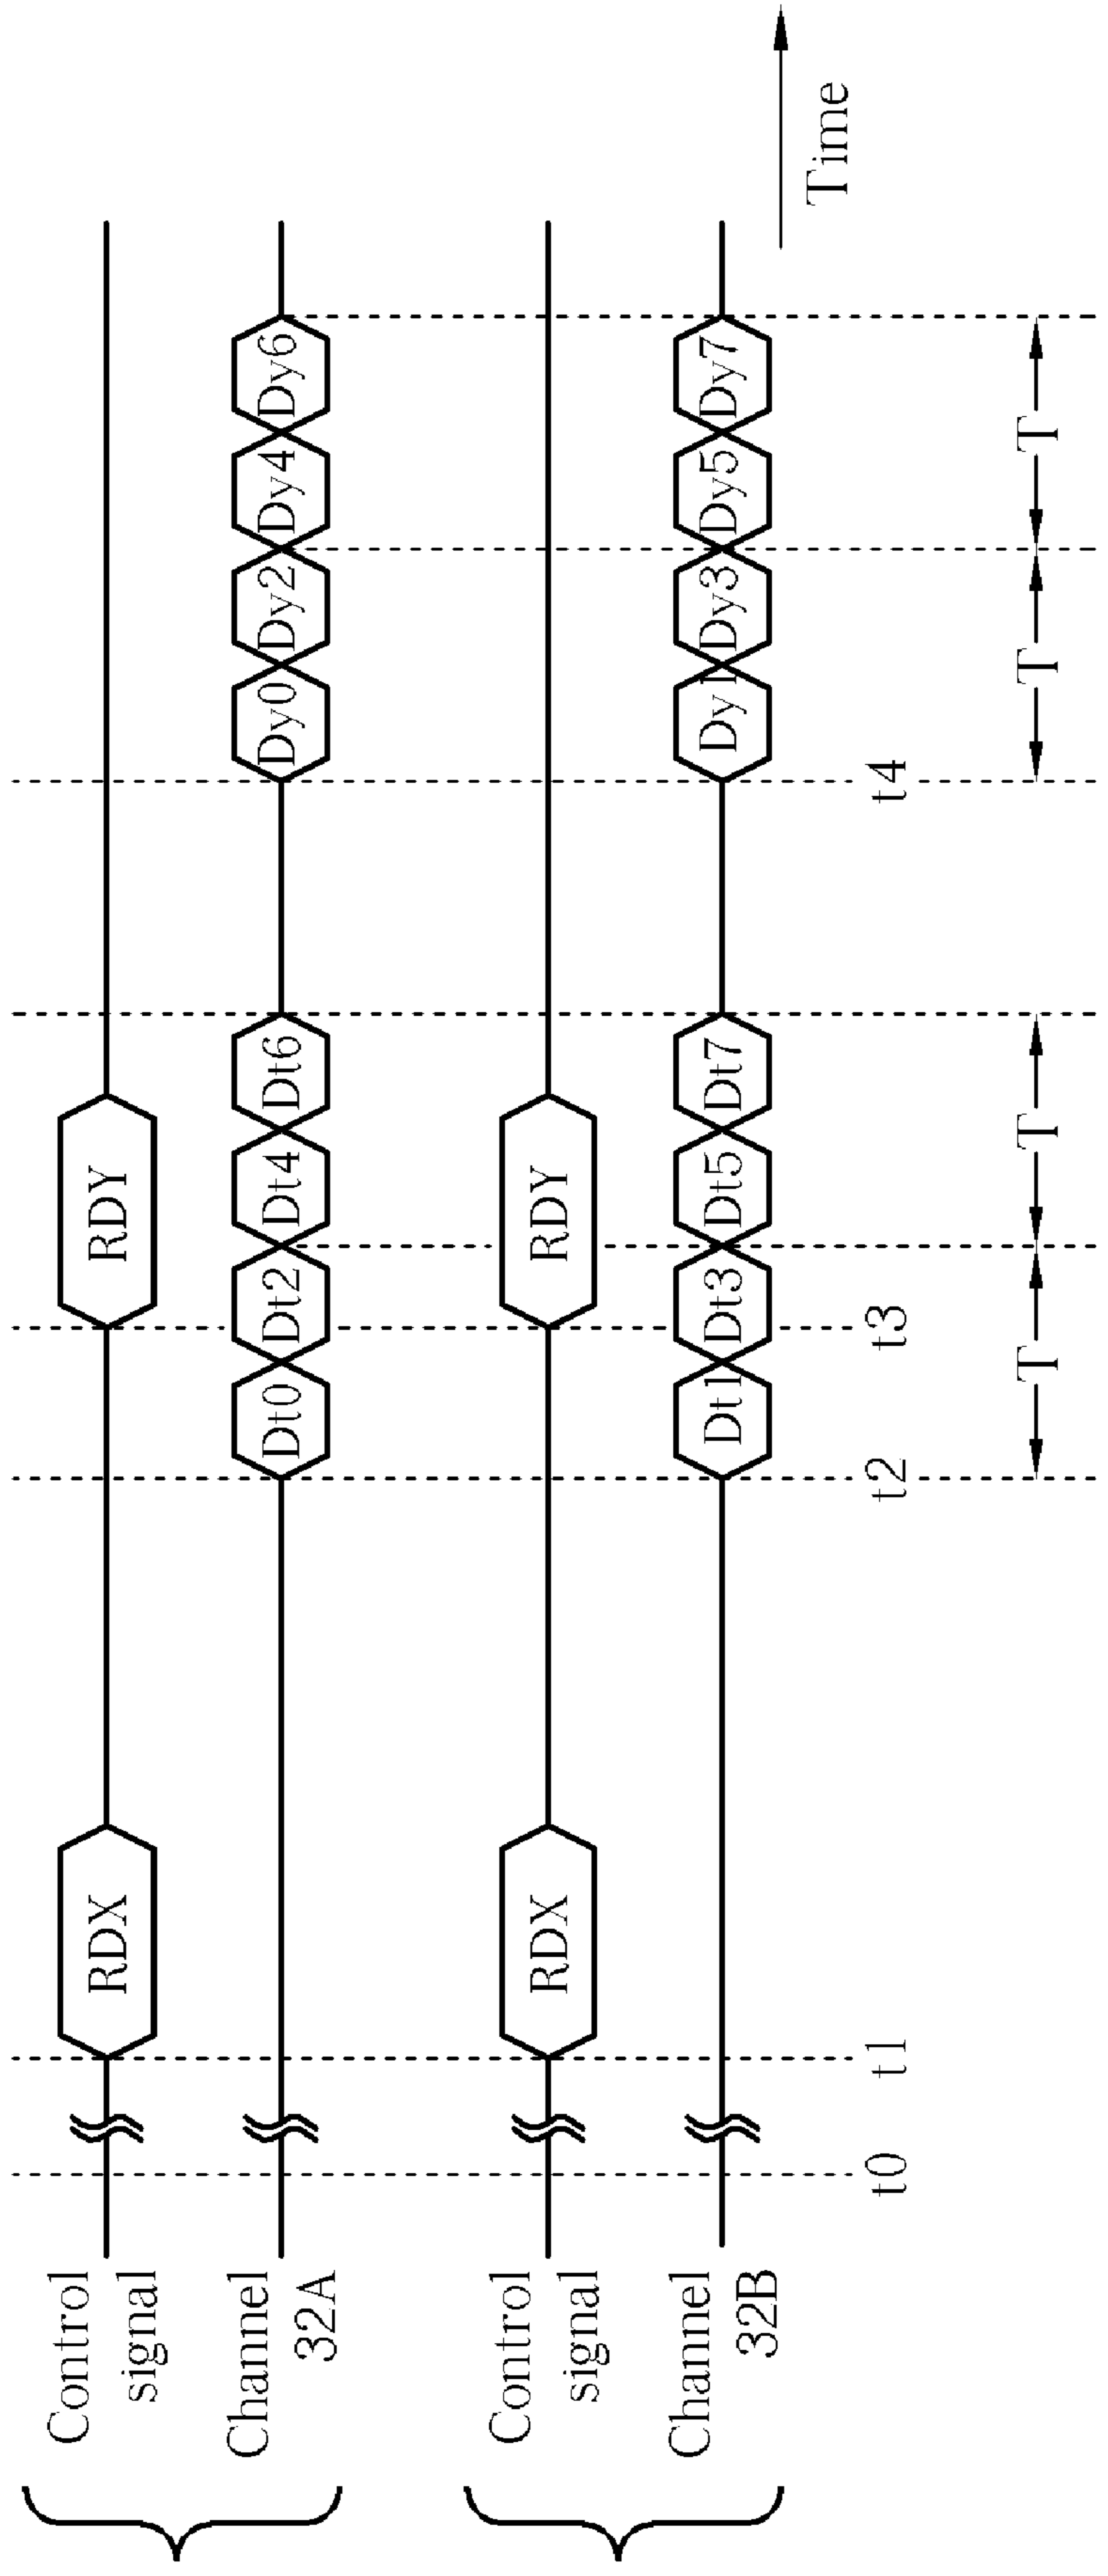 Control
signal
RDX
RDY
Channel
32A
Dt0
Dt2
Dt4
Dt6
Dy0
Dy2
Dy4
Dy6
Control
signal
RDX
RDY
Channel
32B
Dt1
Dt3
Dt5
Dt7
Dy1
Dy3
Dy5
Dy7
Time
t0
t1
t2
t3
t4
T
T
T
T